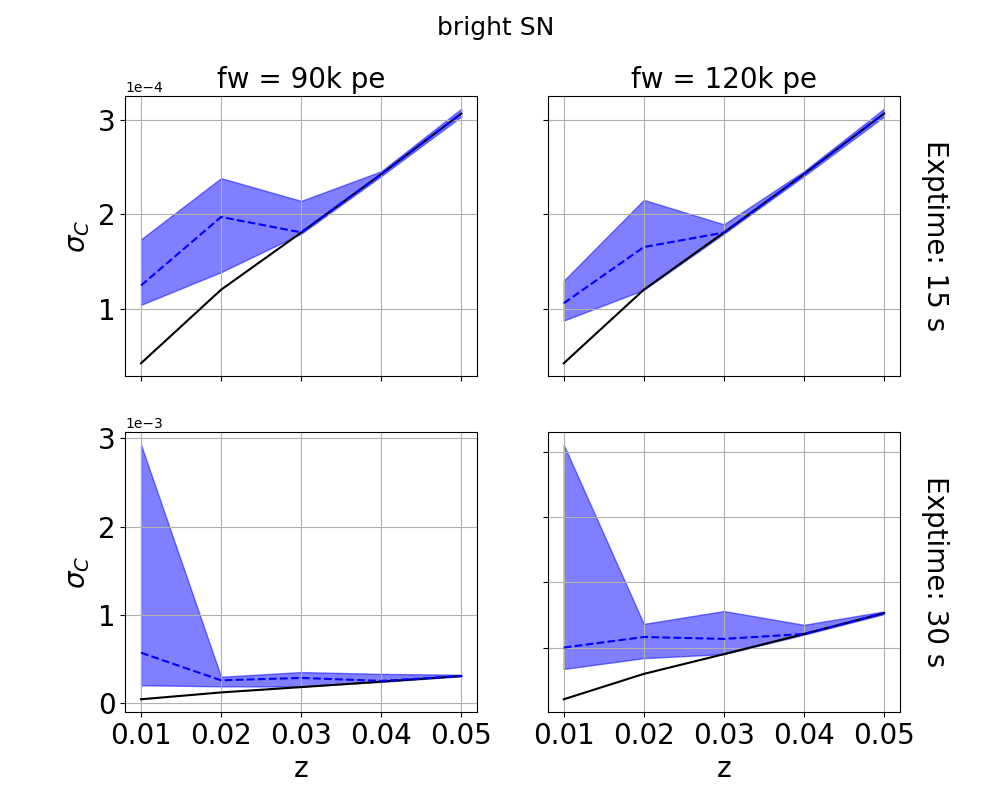 bright SN
fw = 90k pe
fw = 120k pe
1e−4
3
2
1
σC
Exptime: 15 s
1e−3
3
2
1
0
σC
Exptime: 30 s
0.01 0.02 0.03 0.04 0.05
0.01 0.02 0.03 0.04 0.05
z
z